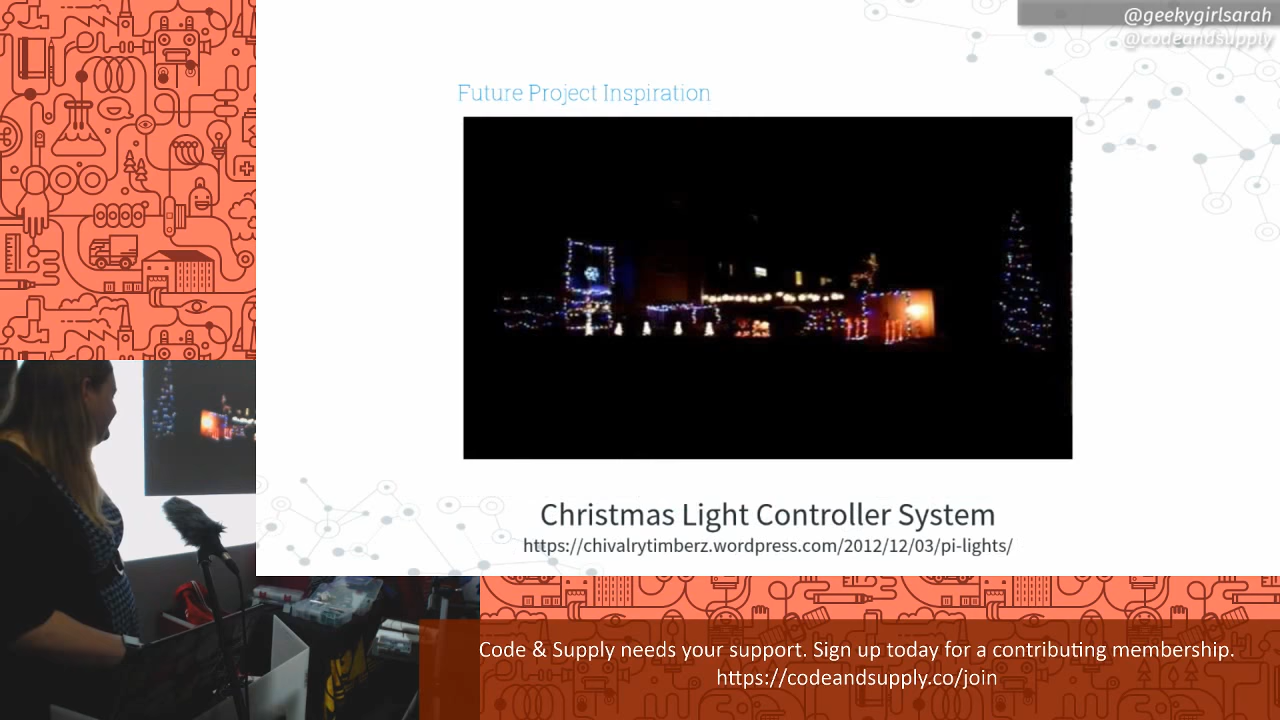 @geekygirlsarah
@codeandsupply
Future Project Inspiration
Christmas Light Controller System
https://chivalrytimberz.wordpress.com/2012/12/03/pi-lights/
Code & Supply needs your support. Sign up today for a contributing membership.
https://codeandsupply.co/join